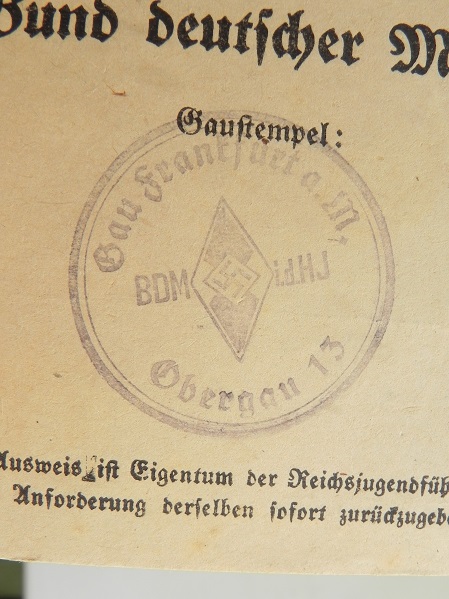 Bund deutscher M
Gaustempel:
Gau Frankfurt a. M.
BDM i.d.HJ
Obergau 13
Ausweis ist Eigentum der Reichsjugendfüh
Anforderung derselben sofort zurückzugeb